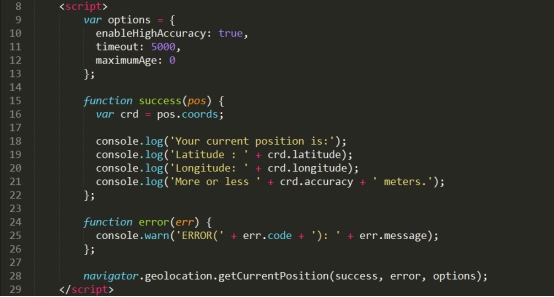 8 <script>
9 var options = {
10 enableHighAccuracy: true,
11 timeout: 5000,
12 maximumAge: 0
13 };
14
15 function success(pos) {
16 var crd = pos.coords;
17
18 console.log('Your current position is:');
19 console.log('Latitude : ' + crd.latitude);
20 console.log('Longitude: ' + crd.longitude);
21 console.log('More or less ' + crd.accuracy + ' meters.');
22 };
23
24 function error(err) {
25 console.warn('ERROR(' + err.code + '): ' + err.message);
26 };
27
28 navigator.geolocation.getCurrentPosition(success, error, options);
29 </script>